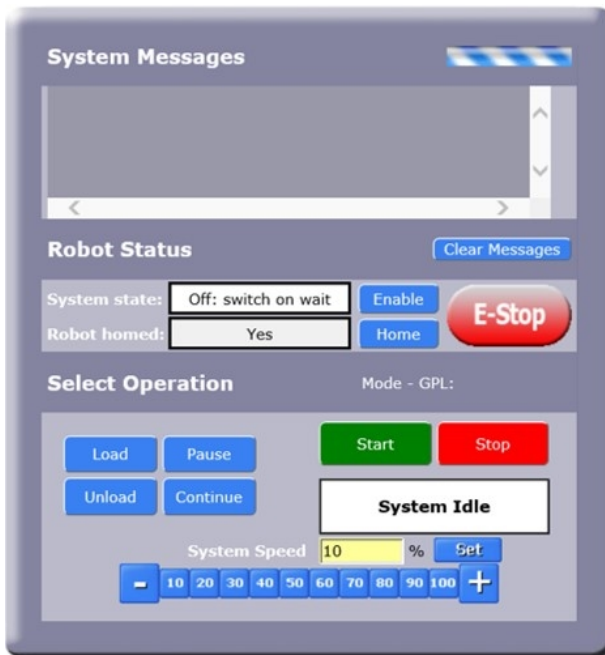 System Messages
Robot Status
Clear Messages
System state: Off: switch on wait Enable
E-Stop
Robot homed: Yes Home
Select Operation Mode - GPL:
Load Pause Start Stop
Unload Continue System Idle
System Speed 10 % Set
- 10 20 30 40 50 60 70 80 90 100 +